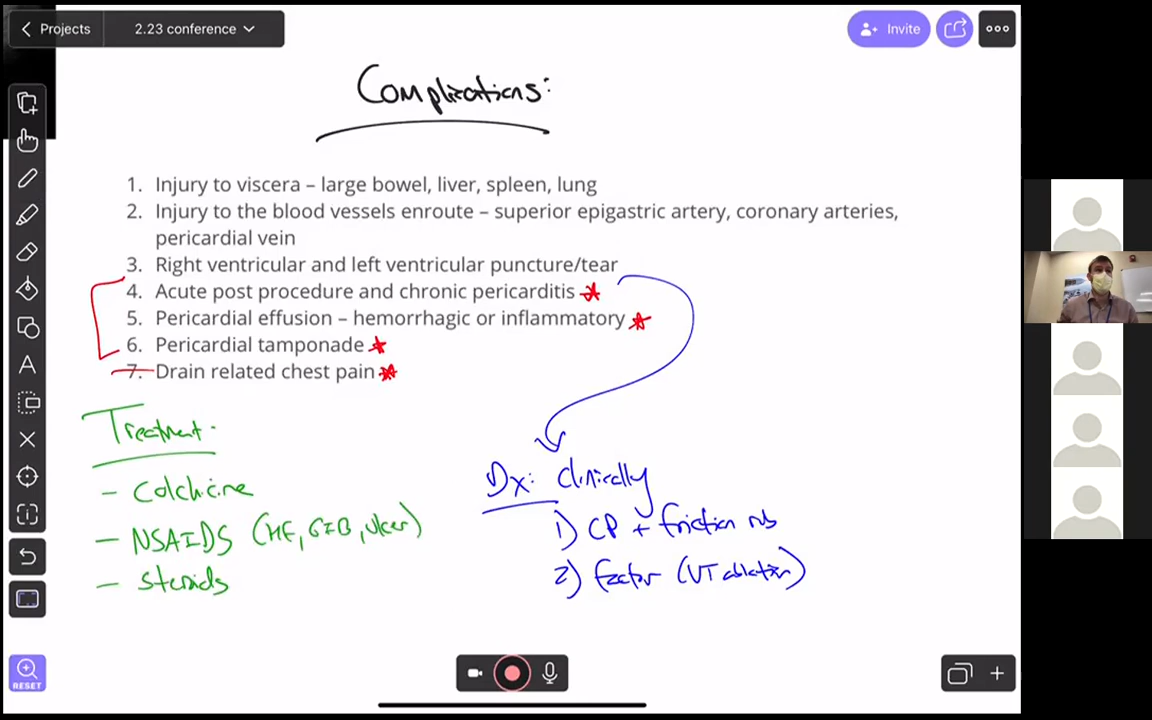 Projects
2.23 conference
Invite
Complications:
1. Injury to viscera – large bowel, liver, spleen, lung
2. Injury to the blood vessels enroute – superior epigastric artery, coronary arteries,
pericardial vein
3. Right ventricular and left ventricular puncture/tear
4. Acute post procedure and chronic pericarditis
5. Pericardial effusion – hemorrhagic or inflammatory
6. Pericardial tamponade
7. Drain related chest pain
Treatment:
- Colchicine
- NSAIDS (HF, GIB, ulcer)
- Steroids
Dx: Clinically
1) CP + friction rub
2) factor (VT ablation)
A
RESET